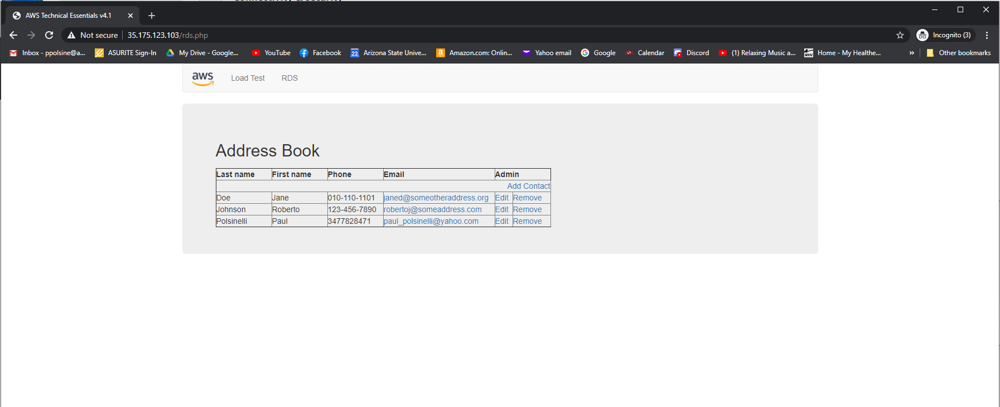 AWS Technical Essentials v4.1
Not secure 35.175.123.103/rds.php Incognito (3)
Inbox - ppolsine@a... ASURITE Sign-In My Drive - Google... YouTube Facebook 22 Arizona State Unive... Amazon.com: Onlin... Yahoo email Google Calendar Discord (1) Relaxing Music a... MHV Home - My Healthe... » Other bookmarks
aws Load Test RDS
Address Book
Last name First name Phone Email Admin
Add Contact
Doe Jane 010-110-1101 janed@someotheraddress.org Edit Remove
Johnson Roberto 123-456-7890 robertoj@someaddress.com Edit Remove
Polsinelli Paul 3477828471 paul_polsinelli@yahoo.com Edit Remove